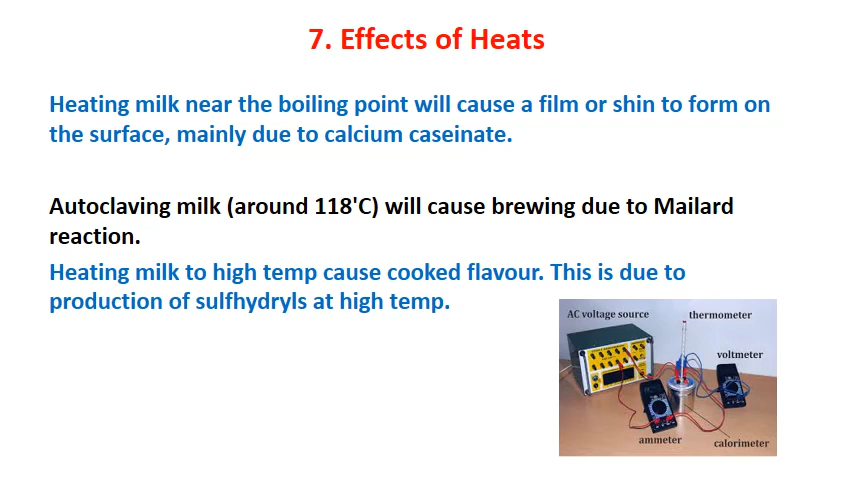 7. Effects of Heats
Heating milk near the boiling point will cause a film or shin to form on
the surface, mainly due to calcium caseinate.
Autoclaving milk (around 118'C) will cause brewing due to Mailard
reaction.
Heating milk to high temp cause cooked flavour. This is due to
production of sulfhydryls at high temp.
AC voltage source
thermometer
voltmeter
ammeter
calorimeter